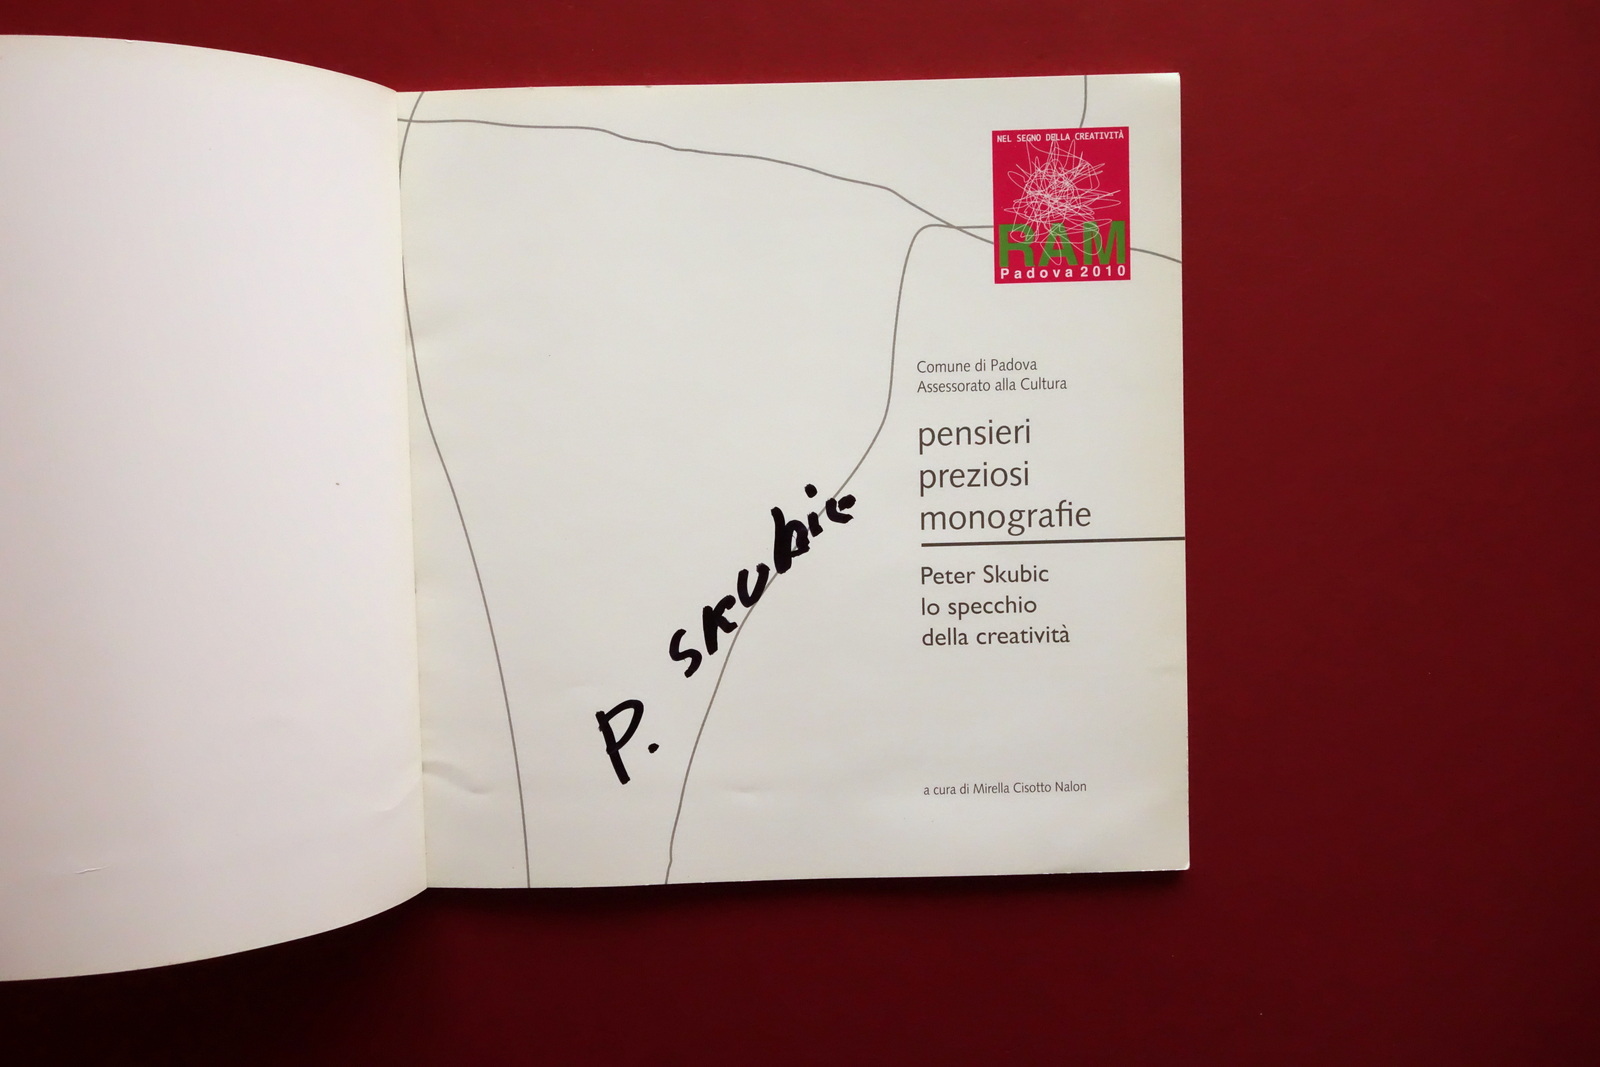 NEL SEGNO DELLA CREATIVITÀ
RAM
Padova 2010
Comune di Padova
Assessorato alla Cultura
pensieri
preziosi
monografie
Peter Skubic
lo specchio
della creatività
P. Skubic
a cura di Mirella Cisotto Nalon